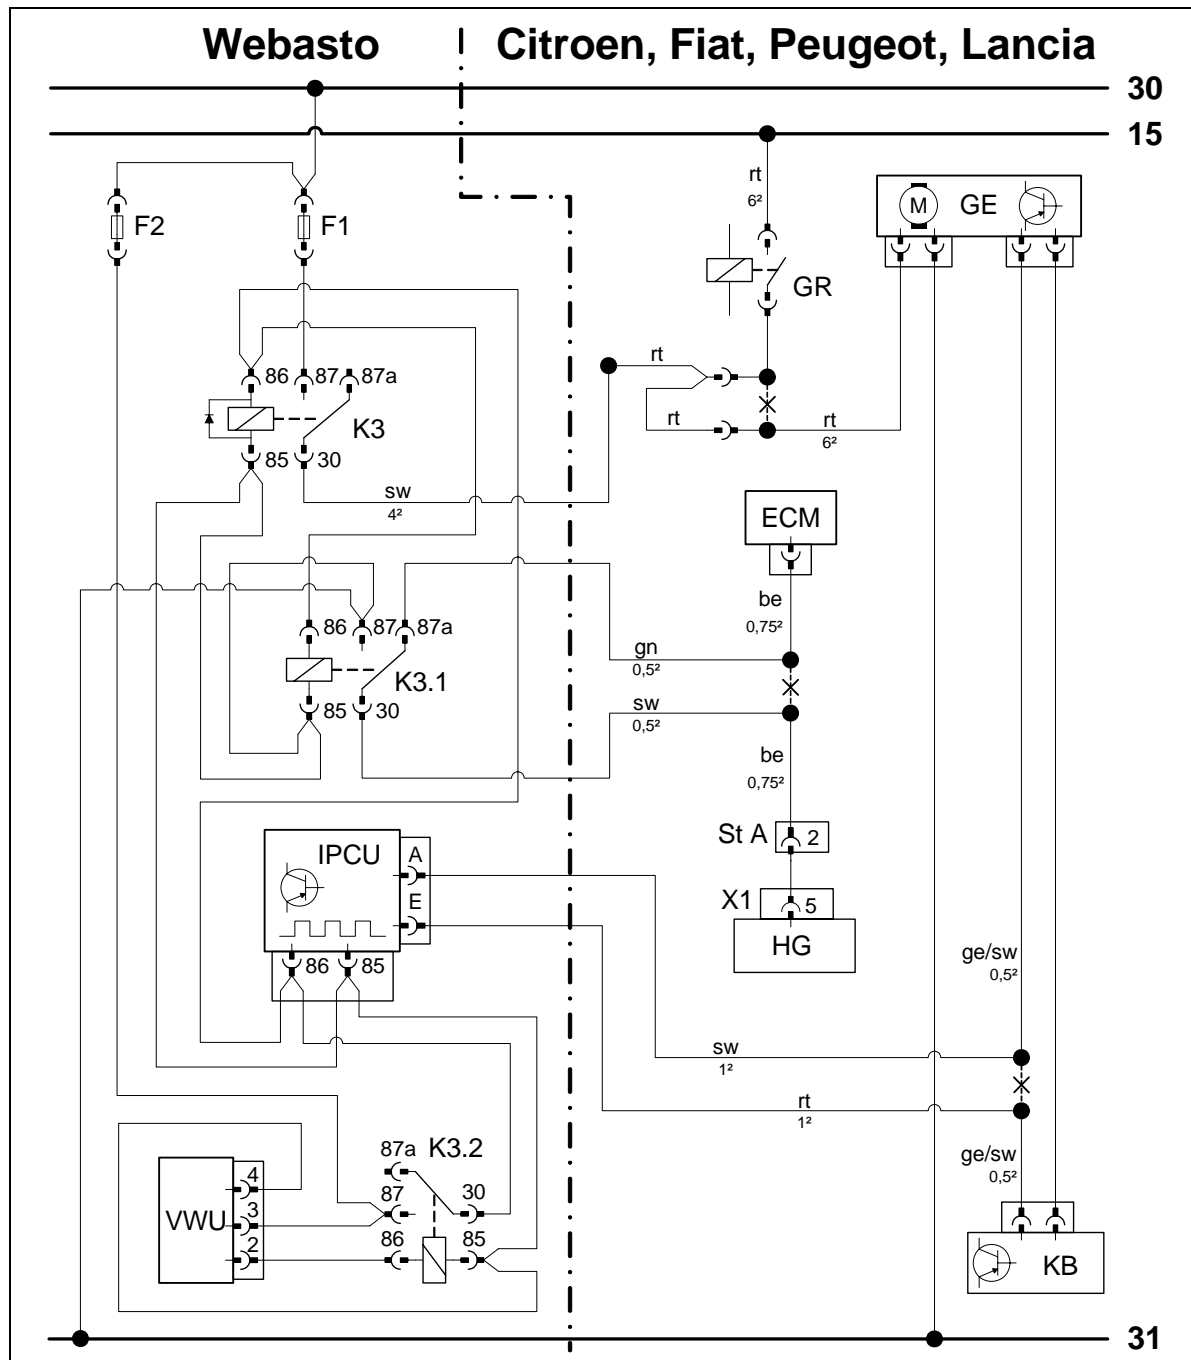 Webasto
Citroen, Fiat, Peugeot, Lancia
30
15
rt
6²
M
GE
F2
F1
GR
86
87
87a
rt
K3
rt
rt
6²
85
30
sw
4²
ECM
be
0,75²
86
87
87a
gn
0,5²
K3.1
85
30
sw
0,5²
be
0,75²
St A
2
IPCU
A
E
X1
5
HG
86
85
ge/sw
0,5²
sw
1²
rt
1²
87a
K3.2
ge/sw
0,5²
4
87
30
VWU
3
2
86
85
KB
31